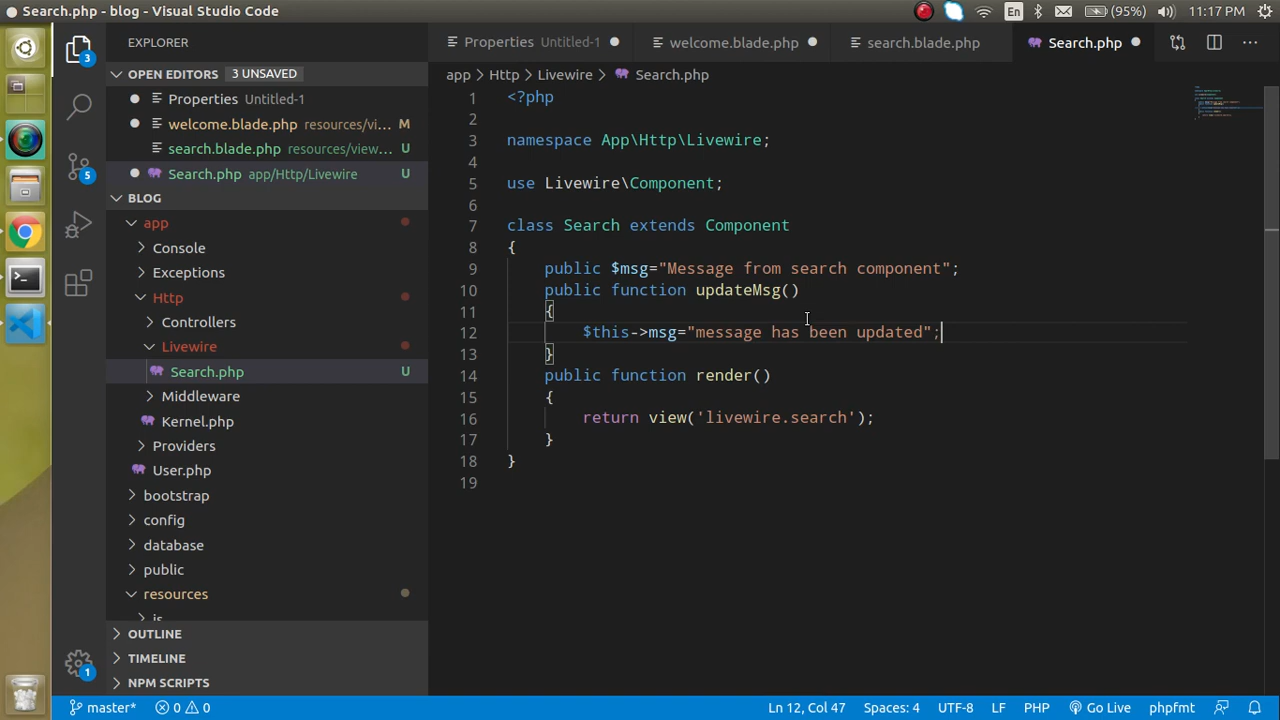 Search.php - blog - Visual Studio Code
En
(95%)
11:17 PM
EXPLORER
OPEN EDITORS
3 UNSAVED
Properties Untitled-1
welcome.blade.php resources/vi... M
search.blade.php resources/view... U
Search.php app/Http/Livewire U
BLOG
app
Console
Exceptions
Http
Controllers
Livewire
Search.php U
Middleware
Kernel.php
Providers
User.php
bootstrap
config
database
public
resources
js
OUTLINE
TIMELINE
NPM SCRIPTS
3
5
1
Properties Untitled-1
welcome.blade.php
search.blade.php
Search.php
app > Http > Livewire > Search.php
1 <?php
2
3 namespace App\Http\Livewire;
4
5 use Livewire\Component;
6
7 class Search extends Component
8 {
9 public $msg="Message from search component";
10 public function updateMsg()
11 {
12 $this->msg="message has been updated";
13 }
14 public function render()
15 {
16 return view('livewire.search');
17 }
18 }
19
master*
0
0
Ln 12, Col 47
Spaces: 4
UTF-8
LF
PHP
Go Live
phpfmt